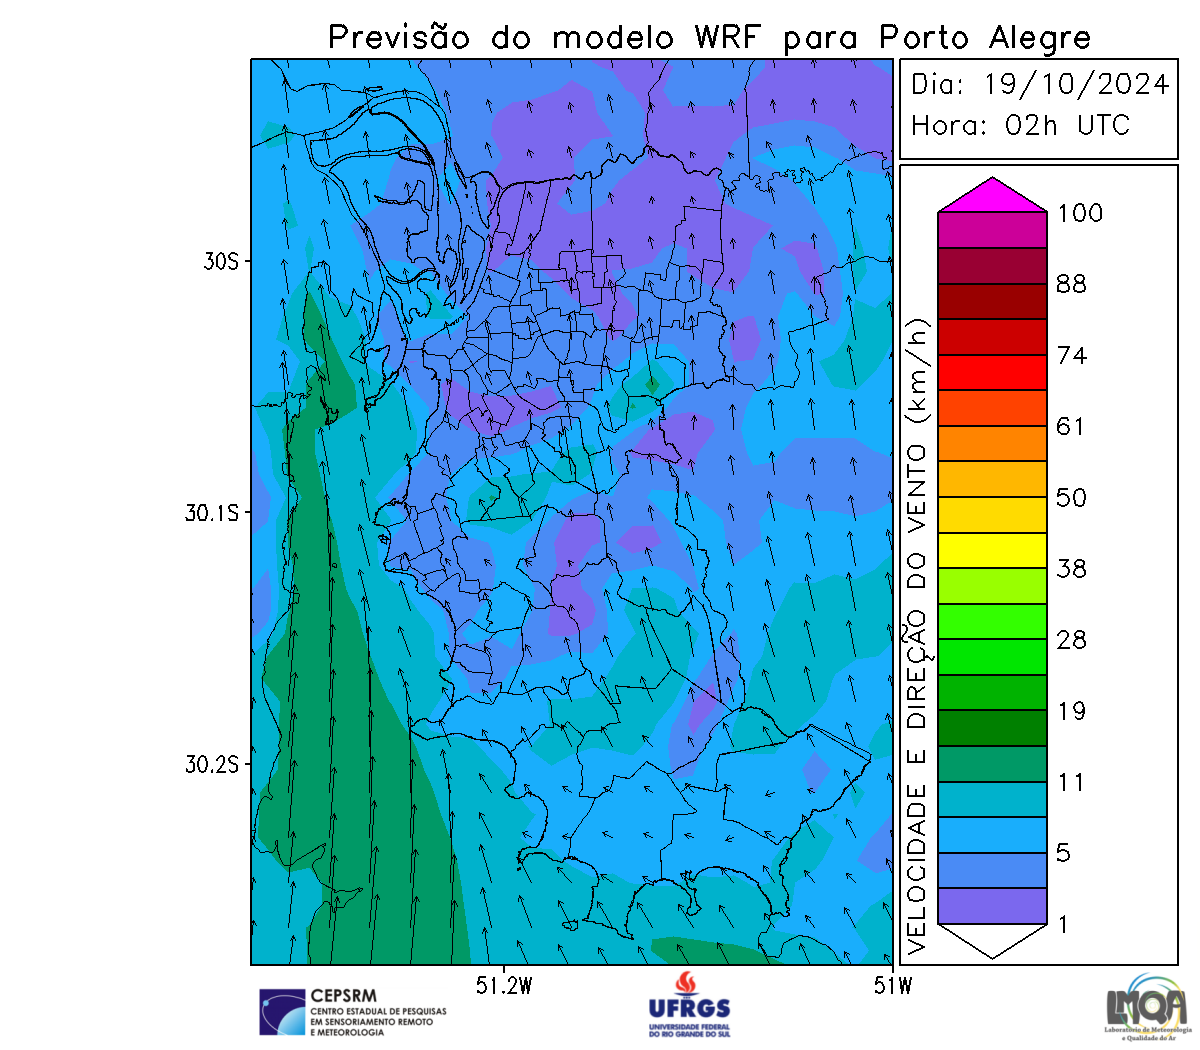 Previsão do modelo WRF para Porto Alegre
Dia: 19/10/2024
Hora: 02h UTC
30S
30.1S
30.2S
51.2W
51W
VELOCIDADE E DIREÇÃO DO VENTO (km/h)
100
88
74
61
50
38
28
19
11
5
1
CEPSRM
CENTRO ESTADUAL DE PESQUISAS
EM SENSORIAMENTO REMOTO
E METEOROLOGIA
UFRGS
UNIVERSIDADE FEDERAL
DO RIO GRANDE DO SUL
LMQA
Laboratório de Meteorologia
e Qualidade do Ar